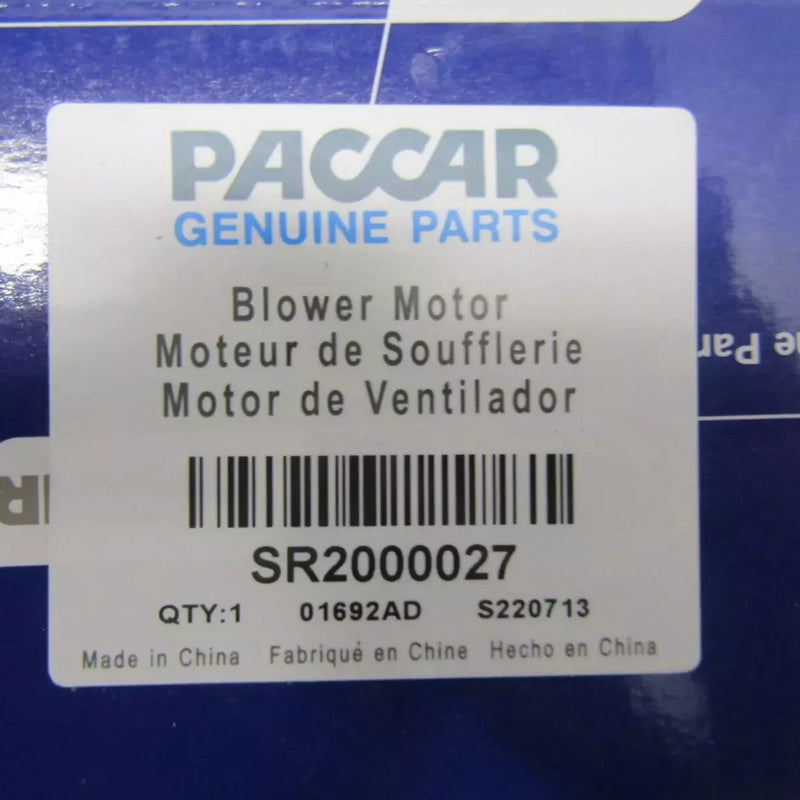 PACCAR
GENUINE PARTS
Blower Motor
Moteur de Soufflerie
Motor de Ventilador
SR2000027
QTY:1 01692AD S220713
Made in China Fabriqué en Chine Hecho en China